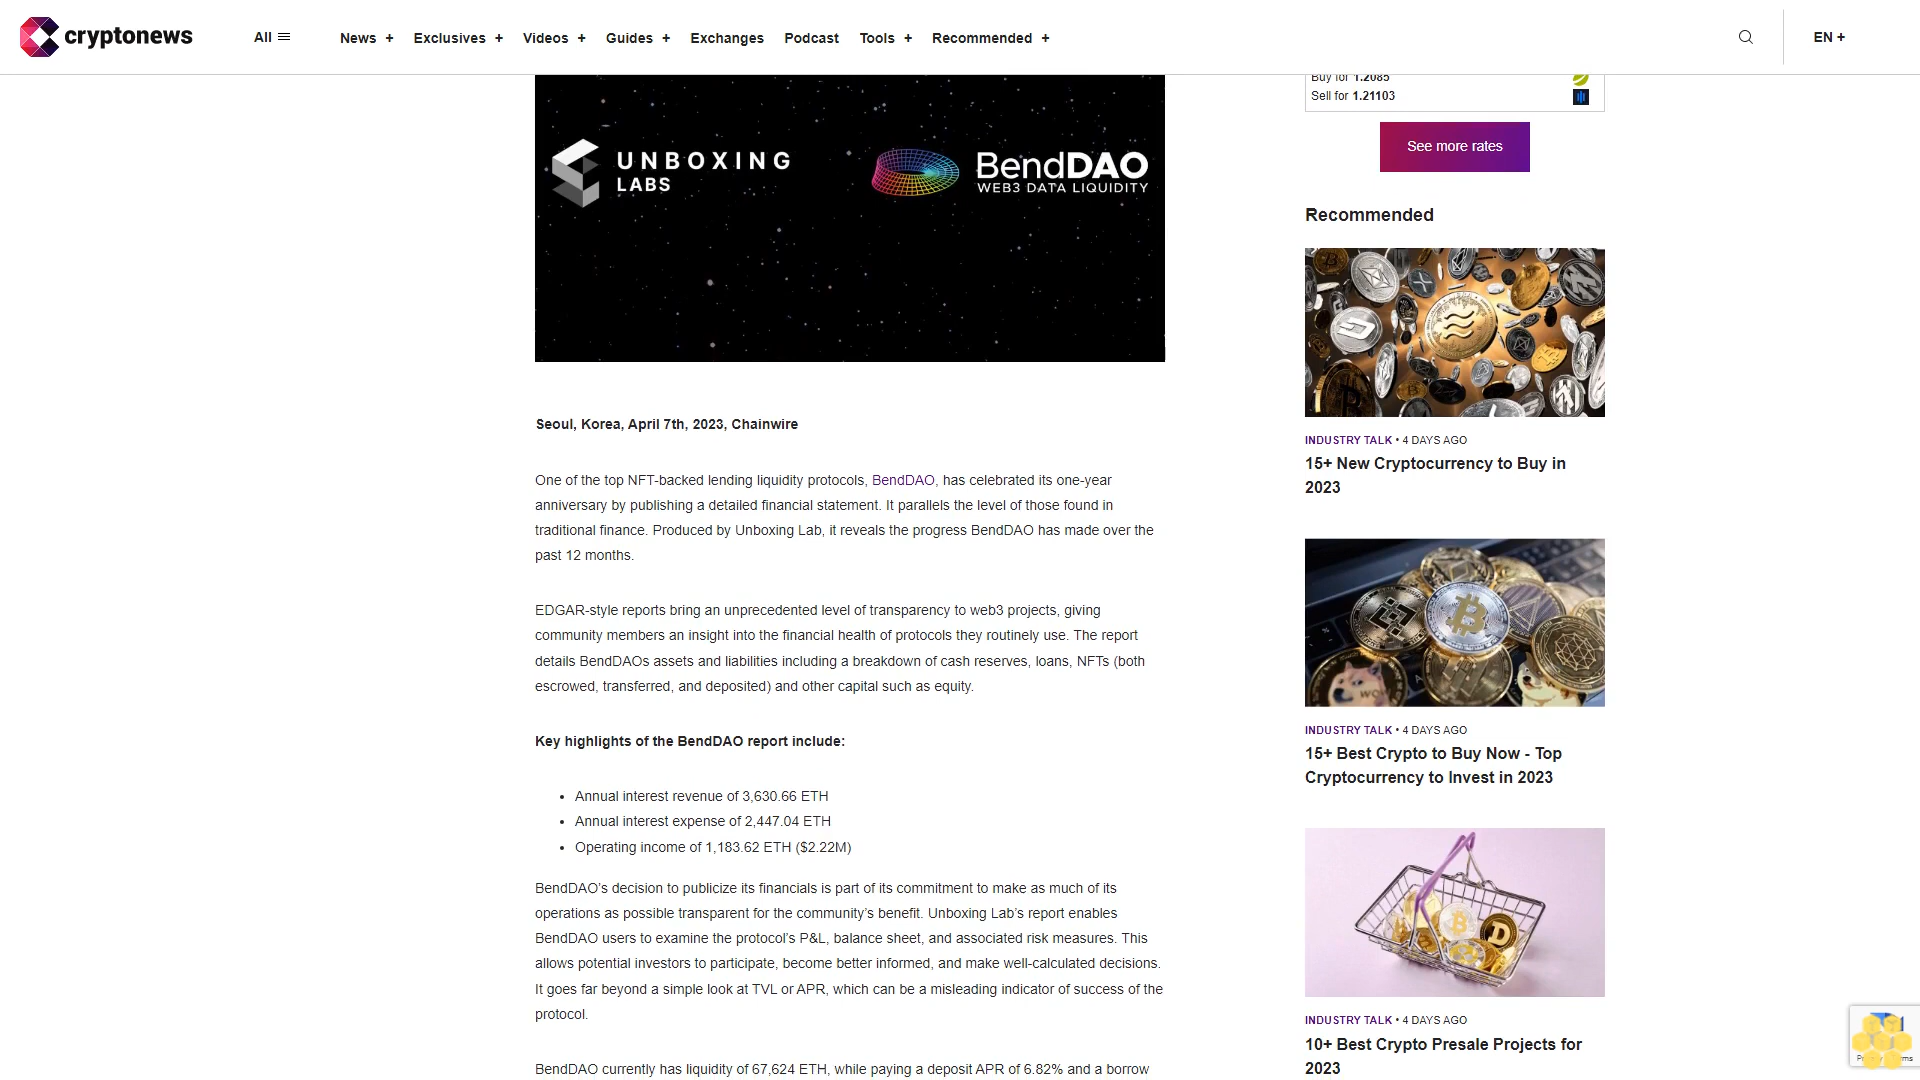 cryptonews
All
News +
Exclusives +
Videos +
Guides +
Exchanges
Podcast
Tools +
Recommended +
EN +
UNBOXING
LABS
BendDAO
WEB3 DATA LIQUIDITY
Seoul, Korea, April 7th, 2023, Chainwire
One of the top NFT-backed lending liquidity protocols, BendDAO, has celebrated its one-year
anniversary by publishing a detailed financial statement. It parallels the level of those found in
traditional finance. Produced by Unboxing Lab, it reveals the progress BendDAO has made over the
past 12 months.
EDGAR-style reports bring an unprecedented level of transparency to web3 projects, giving
community members an insight into the financial health of protocols they routinely use. The report
details BendDAOs assets and liabilities including a breakdown of cash reserves, loans, NFTs (both
escrowed, transferred, and deposited) and other capital such as equity.
Key highlights of the BendDAO report include:
• Annual interest revenue of 3,630.66 ETH
• Annual interest expense of 2,447.04 ETH
• Operating income of 1,183.62 ETH ($2.22M)
BendDAO’s decision to publicize its financials is part of its commitment to make as much of its
operations as possible transparent for the community’s benefit. Unboxing Lab’s report enables
BendDAO users to examine the protocol’s P&L, balance sheet, and associated risk measures. This
allows potential investors to participate, become better informed, and make well-calculated decisions.
It goes far beyond a simple look at TVL or APR, which can be a misleading indicator of success of the
protocol.
BendDAO currently has liquidity of 67,624 ETH, while paying a deposit APR of 6.82% and a borrow
Buy for 1.2085
Sell for 1.21103
See more rates
Recommended
INDUSTRY TALK • 4 DAYS AGO
15+ New Cryptocurrency to Buy in
2023
INDUSTRY TALK • 4 DAYS AGO
15+ Best Crypto to Buy Now - Top
Cryptocurrency to Invest in 2023
INDUSTRY TALK • 4 DAYS AGO
10+ Best Crypto Presale Projects for
2023